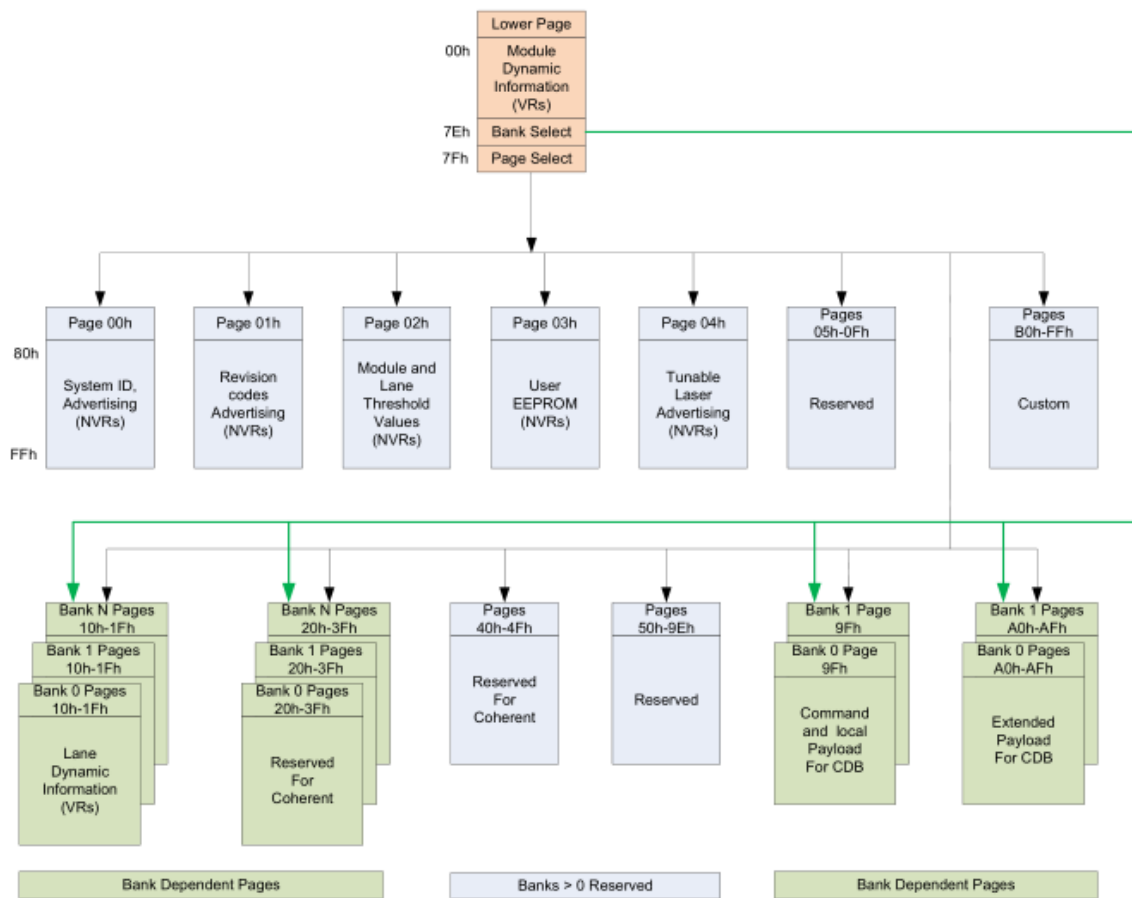 Lower Page
00h
Module
Dynamic
Information
(VRs)
7Eh
Bank Select
7Fh
Page Select
Page 00h
80h
System ID,
Advertising
(NVRs)
FFh
Page 01h
Revision
codes
Advertising
(NVRs)
Page 02h
Module and
Lane
Threshold
Values
(NVRs)
Page 03h
User
EEPROM
(NVRs)
Page 04h
Tunable
Laser
Advertising
(NVRs)
Pages
05h-0Fh
Reserved
Pages
B0h-FFh
Custom
Bank N Pages
10h-1Fh
Bank 1 Pages
10h-1Fh
Bank 0 Pages
10h-1Fh
Lane
Dynamic
Information
(VRs)
Bank N Pages
20h-3Fh
Bank 1 Pages
20h-3Fh
Bank 0 Pages
20h-3Fh
Reserved
For
Coherent
Pages
40h-4Fh
Reserved
For
Coherent
Pages
50h-9Eh
Reserved
Bank 1 Page
9Fh
Bank 0 Page
9Fh
Command
and local
Payload
For CDB
Bank 1 Pages
A0h-AFh
Bank 0 Pages
A0h-AFh
Extended
Payload
For CDB
Bank Dependent Pages
Banks > 0 Reserved
Bank Dependent Pages